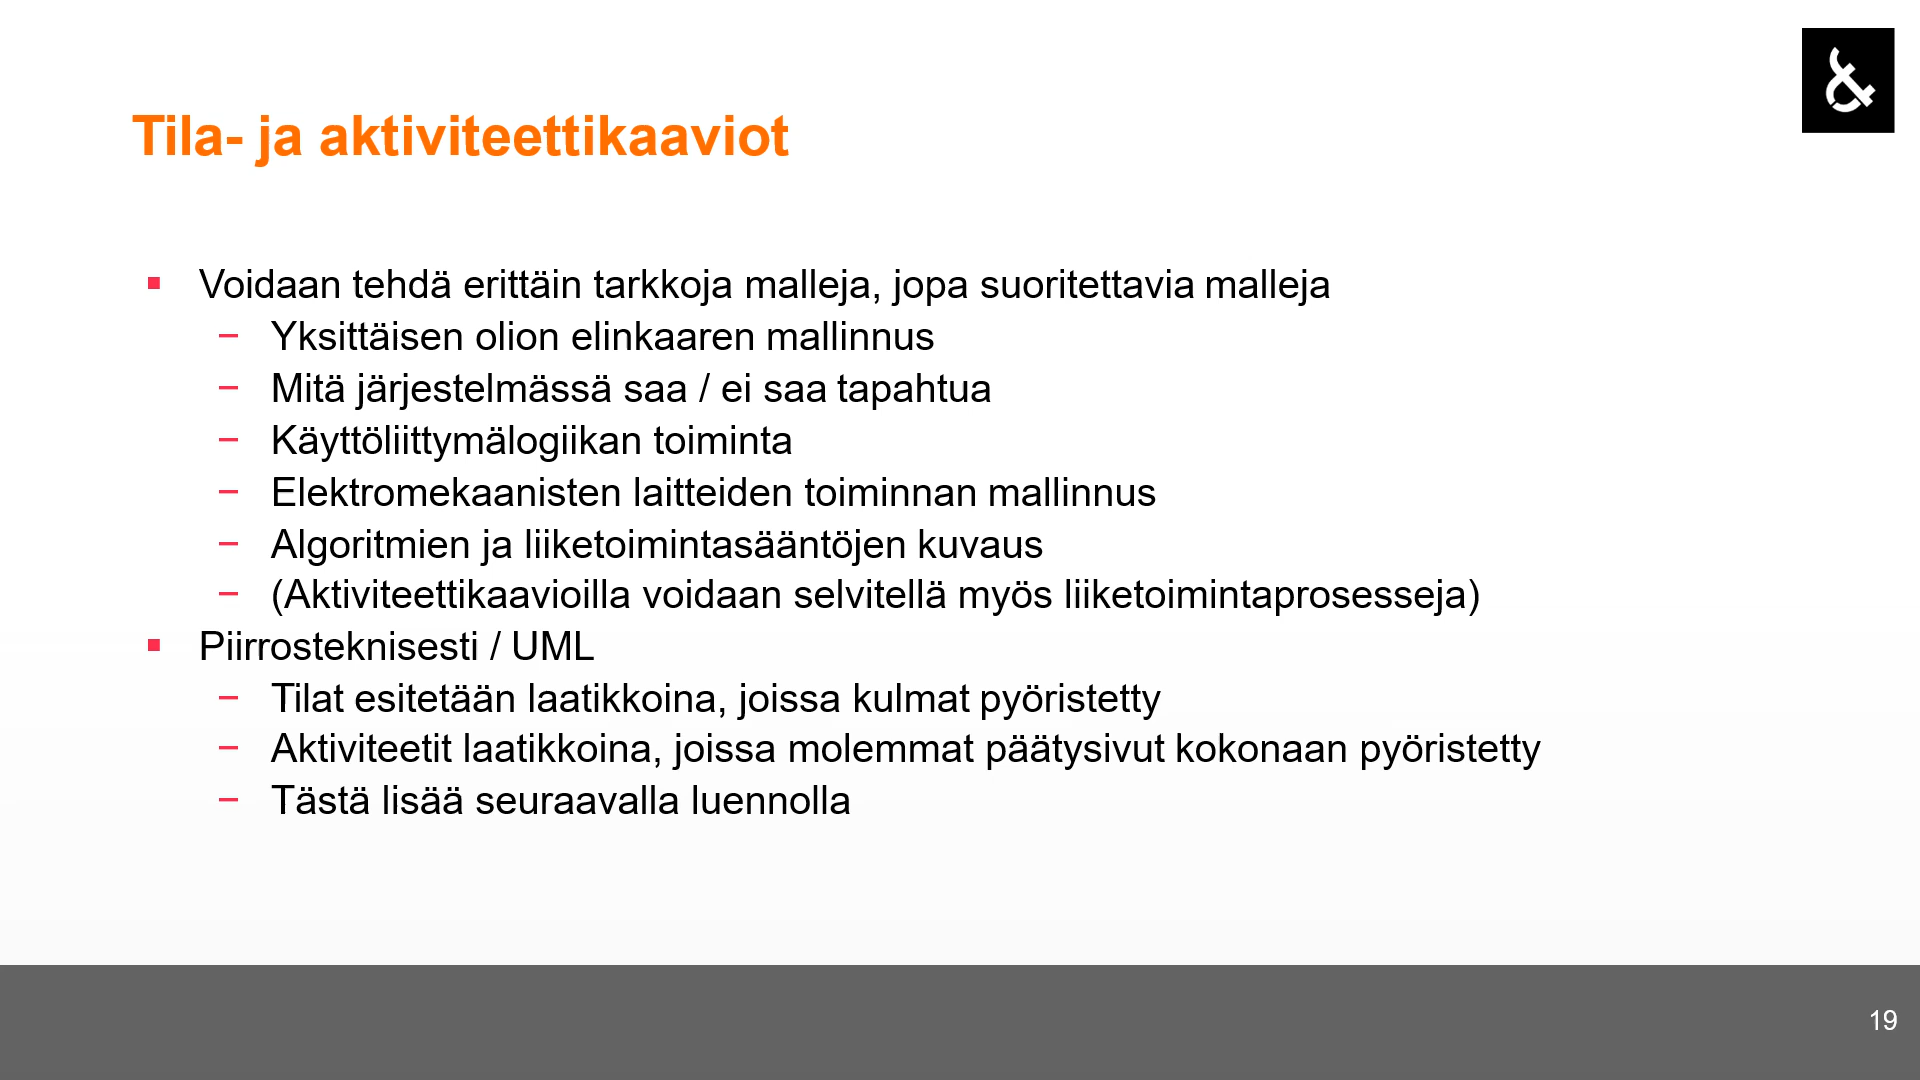 &
Tila- ja aktiviteettikaaviot
▪ Voidaan tehdä erittäin tarkkoja malleja, jopa suoritettavia malleja
− Yksittäisen olion elinkaaren mallinnus
− Mitä järjestelmässä saa / ei saa tapahtua
− Käyttöliittymälogiikan toiminta
− Elektromekaanisten laitteiden toiminnan mallinnus
− Algoritmien ja liiketoimintasääntöjen kuvaus
− (Aktiviteettikaavioilla voidaan selvitellä myös liiketoimintaprosesseja)
▪ Piirrosteknisesti / UML
− Tilat esitetään laatikkoina, joissa kulmat pyöristetty
− Aktiviteetit laatikkoina, joissa molemmat päätysivut kokonaan pyöristetty
− Tästä lisää seuraavalla luennolla
19